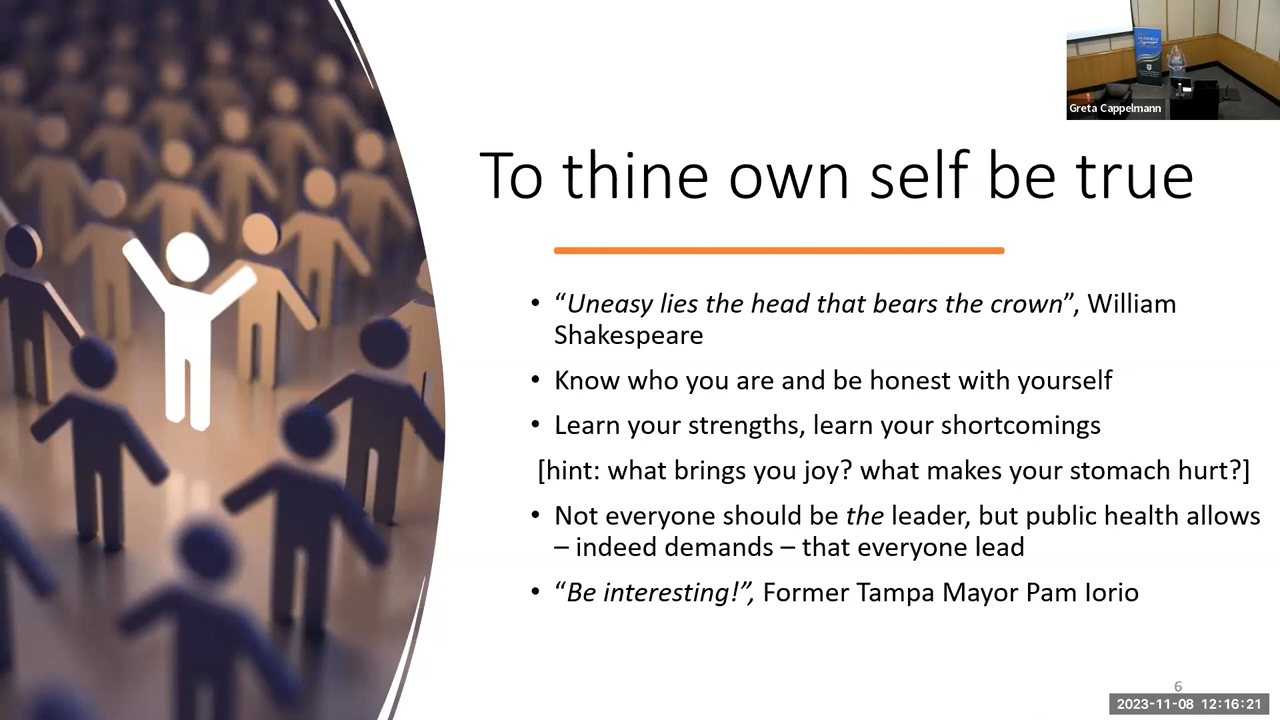 Greta Cappelmann
To thine own self be true
• “Uneasy lies the head that bears the crown”, William
Shakespeare
• Know who you are and be honest with yourself
• Learn your strengths, learn your shortcomings
[hint: what brings you joy? what makes your stomach hurt?]
• Not everyone should be the leader, but public health allows
– indeed demands – that everyone lead
• “Be interesting!”, Former Tampa Mayor Pam Iorio
6
2023-11-08 12:16:21